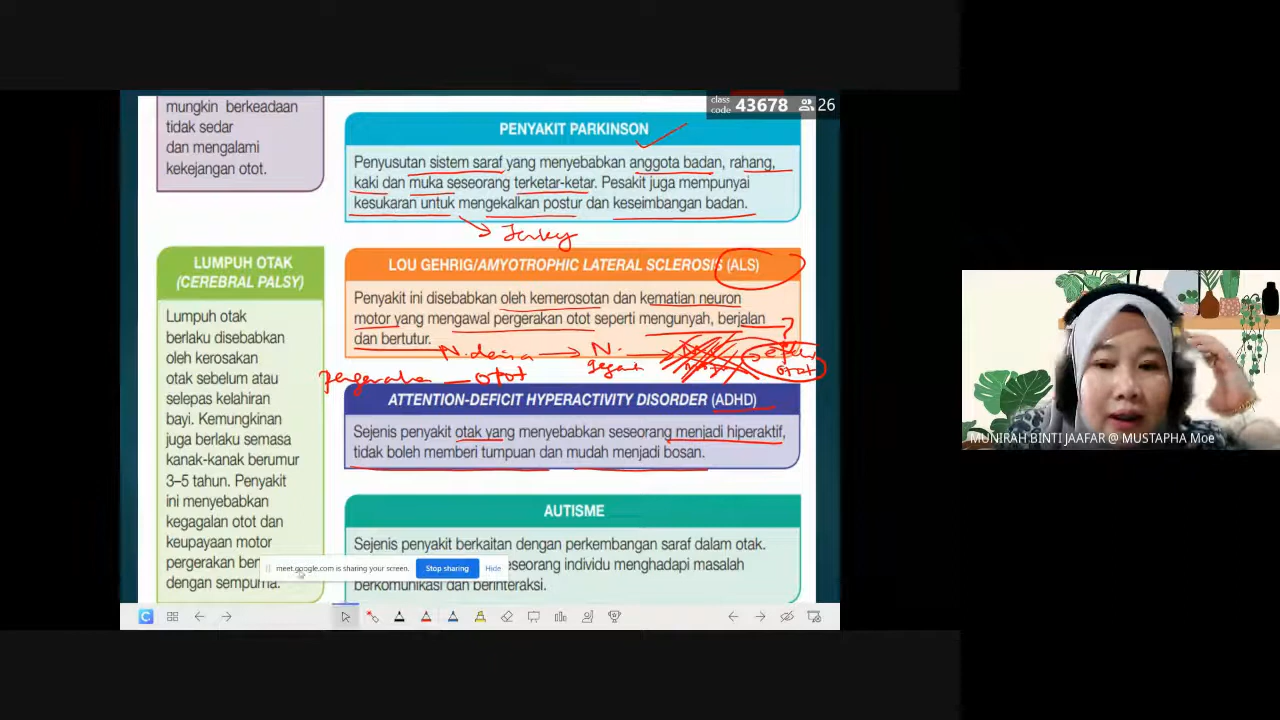 mungkin berkeadaan
tidak sedar
dan mengalami
kekejangan otot.
class
code 43678 26
PENYAKIT PARKINSON
Penyusutan sistem saraf yang menyebabkan anggota badan, rahang,
kaki dan muka seseorang terketar-ketar. Pesakit juga mempunyai
kesukaran untuk mengekalkan postur dan keseimbangan badan.
LUMPUH OTAK
(CEREBRAL PALSY)
Lumpuh otak
berlaku disebabkan
oleh kerosakan
otak sebelum atau
selepas kelahiran
bayi. Kemungkinan
juga berlaku semasa
kanak-kanak berumur
3–5 tahun. Penyakit
ini menyebabkan
kegagalan otot dan
keupayaan motor
pergerakan
dengan sempurna.
LOU GEHRIG/AMYOTROPHIC LATERAL SCLEROSIS (ALS)
Penyakit ini disebabkan oleh kemerosotan dan kematian neuron
motor yang mengawal pergerakan otot seperti mengunyah, berjalan
dan bertutur.
?
N. deria N.
pergerakan otot otot
ATTENTION-DEFICIT HYPERACTIVITY DISORDER (ADHD)
Sejenis penyakit otak yang menyebabkan seseorang menjadi hiperaktif,
tidak boleh memberi tumpuan dan mudah menjadi bosan.
AUTISME
Sejenis penyakit berkaitan dengan perkembangan saraf dalam otak.
seseorang individu menghadapi masalah
berkomunikasi dan berinteraksi.
meet.google.com is sharing your screen. Stop sharing Hide
MUNIRAH BINTI JAAFAR @ MUSTAPHA Moe